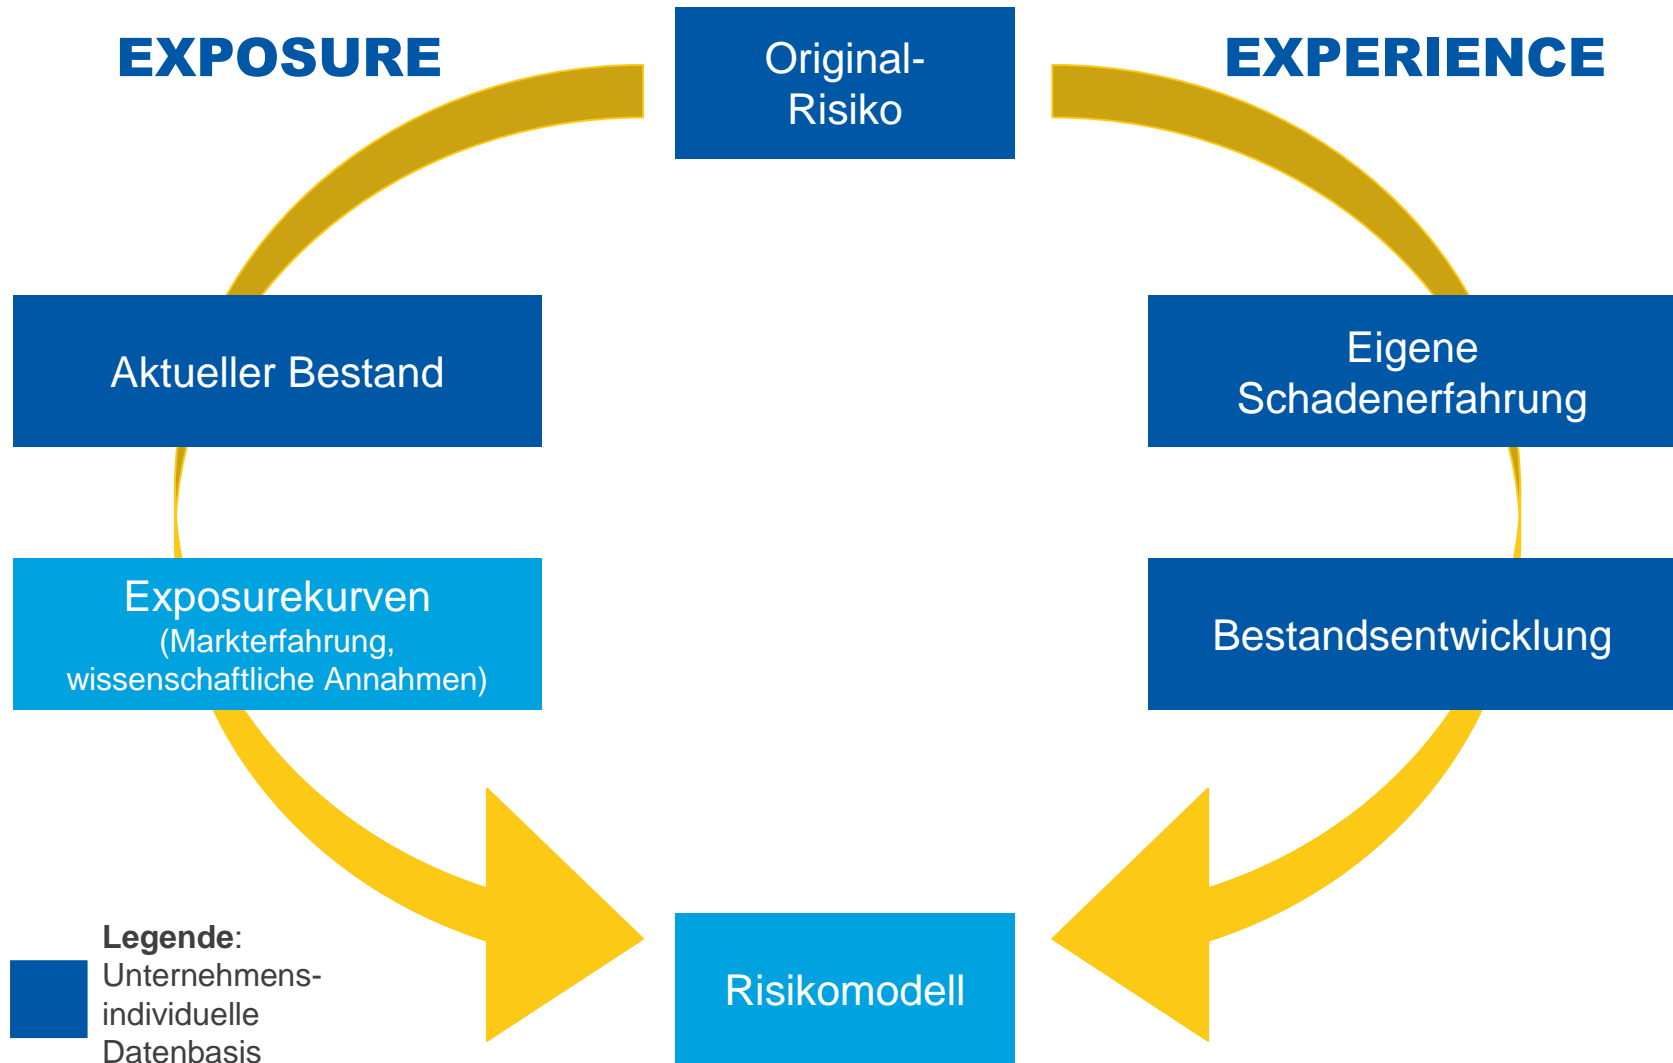 EXPOSURE
Original-
Risiko
EXPERIENCE
Aktueller Bestand
Eigene
Schadenerfahrung
Exposurekurven
(Markterfahrung,
wissenschaftliche Annahmen)
Bestandsentwicklung
Risikomodell
Legende:
Unternehmens-
individuelle
Datenbasis